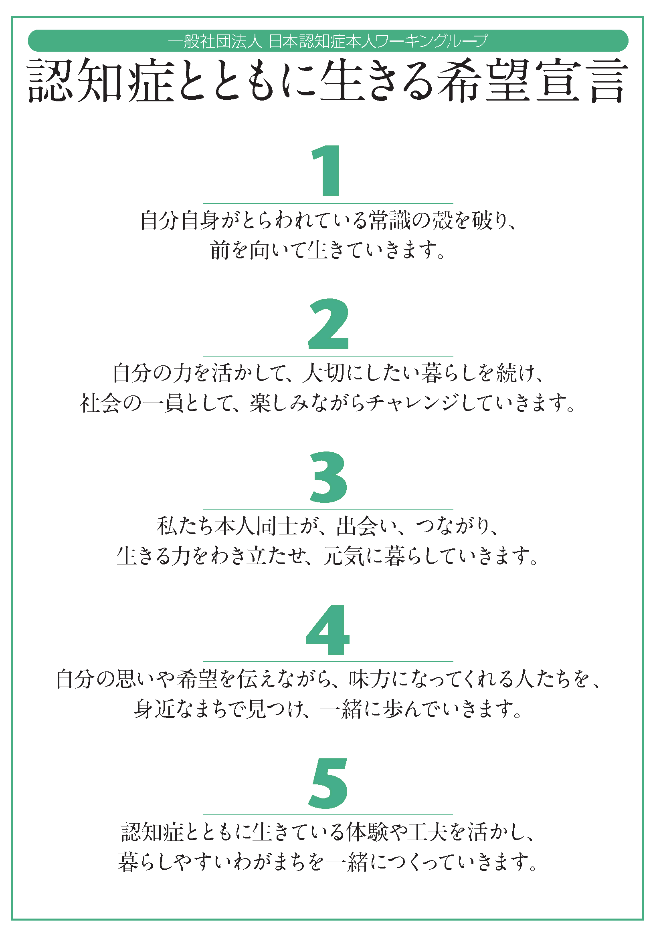 一般社団法人 日本認知症本人ワーキンググループ
認知症とともに生きる希望宣言
1
自分自身がとらわれている常識の殻を破り、
前を向いて生きていきます。
2
自分の力を活かして、大切にしたい暮らしを続け、
社会の一員として、楽しみながらチャレンジしていきます。
3
私たち本人同士が、出会い、つながり、
生きる力をわき立たせ、元気に暮らしていきます。
4
自分の思いや希望を伝えながら、味方になってくれる人たちを、
身近なまちで見つけ、一緒に歩んでいきます。
5
認知症とともに生きている体験や工夫を活かし、
暮らしやすいわがまちを一緒につくっていきます。